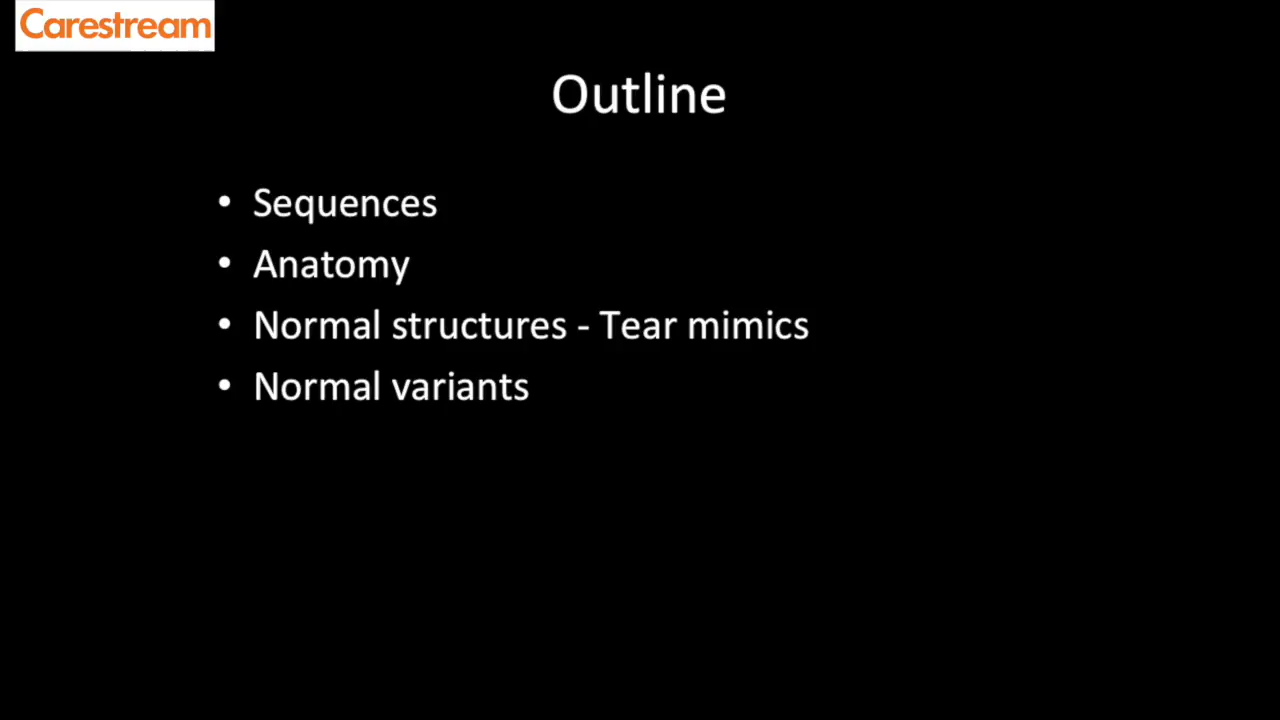 Carestream
Outline
• Sequences
• Anatomy
• Normal structures - Tear mimics
• Normal variants